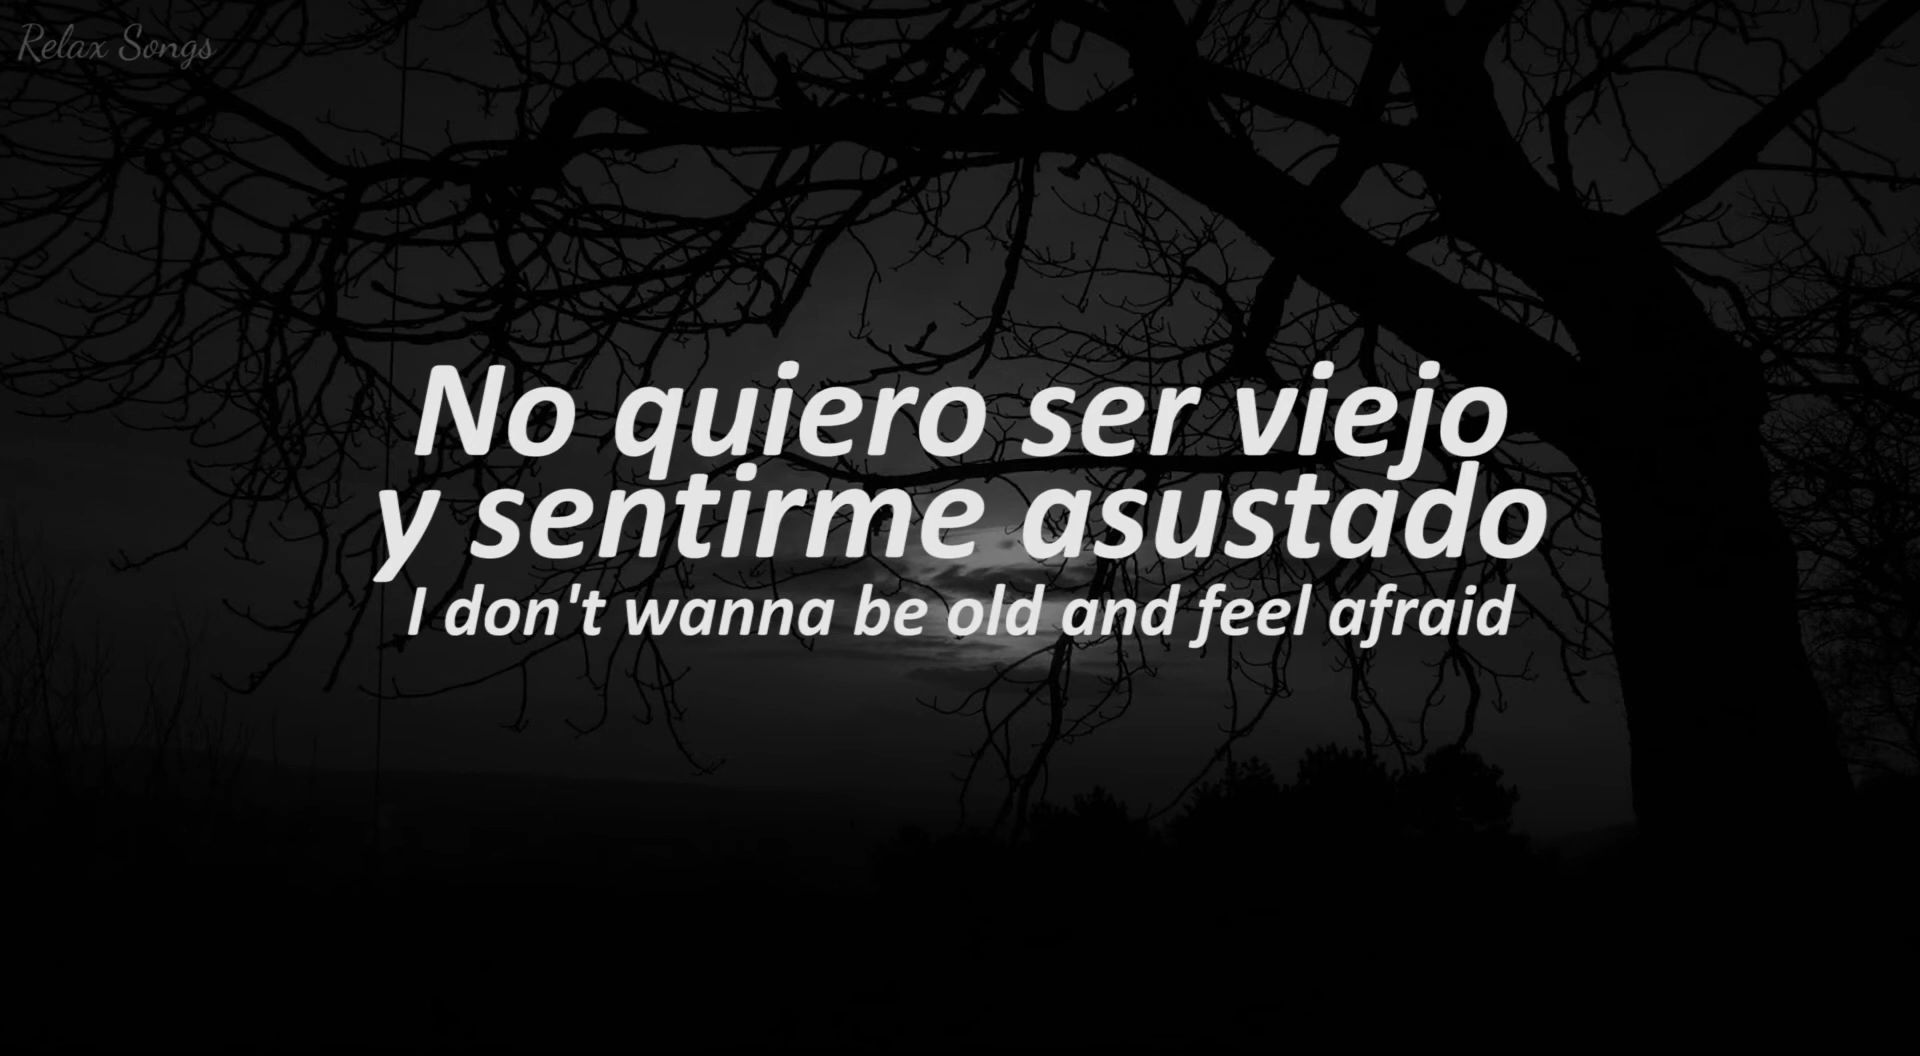 Relax Songs
No quiero ser viejo
y sentirme asustado
I don't wanna be old and feel afraid